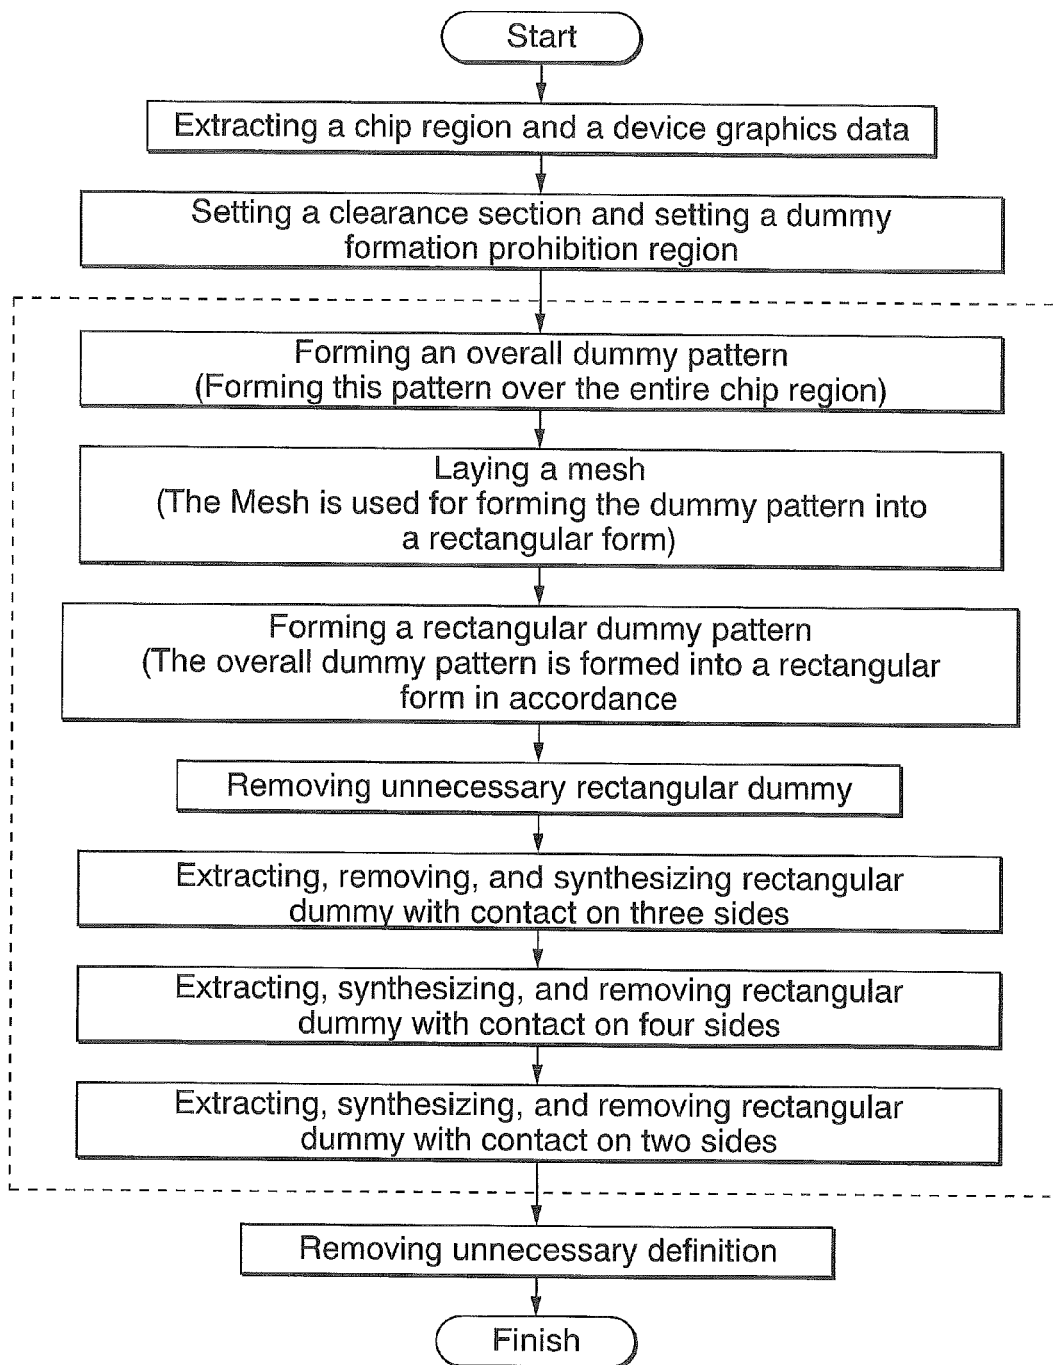 Start
Extracting a chip region and a device graphics data
Setting a clearance section and setting a dummy
formation prohibition region
Forming an overall dummy pattern
(Forming this pattern over the entire chip region)
Laying a mesh
(The Mesh is used for forming the dummy pattern into
a rectangular form)
Forming a rectangular dummy pattern
(The overall dummy pattern is formed into a rectangular
form in accordance
Removing unnecessary rectangular dummy
Extracting, removing, and synthesizing rectangular
dummy with contact on three sides
Extracting, synthesizing, and removing rectangular
dummy with contact on four sides
Extracting, synthesizing, and removing rectangular
dummy with contact on two sides
Removing unnecessary definition
Finish